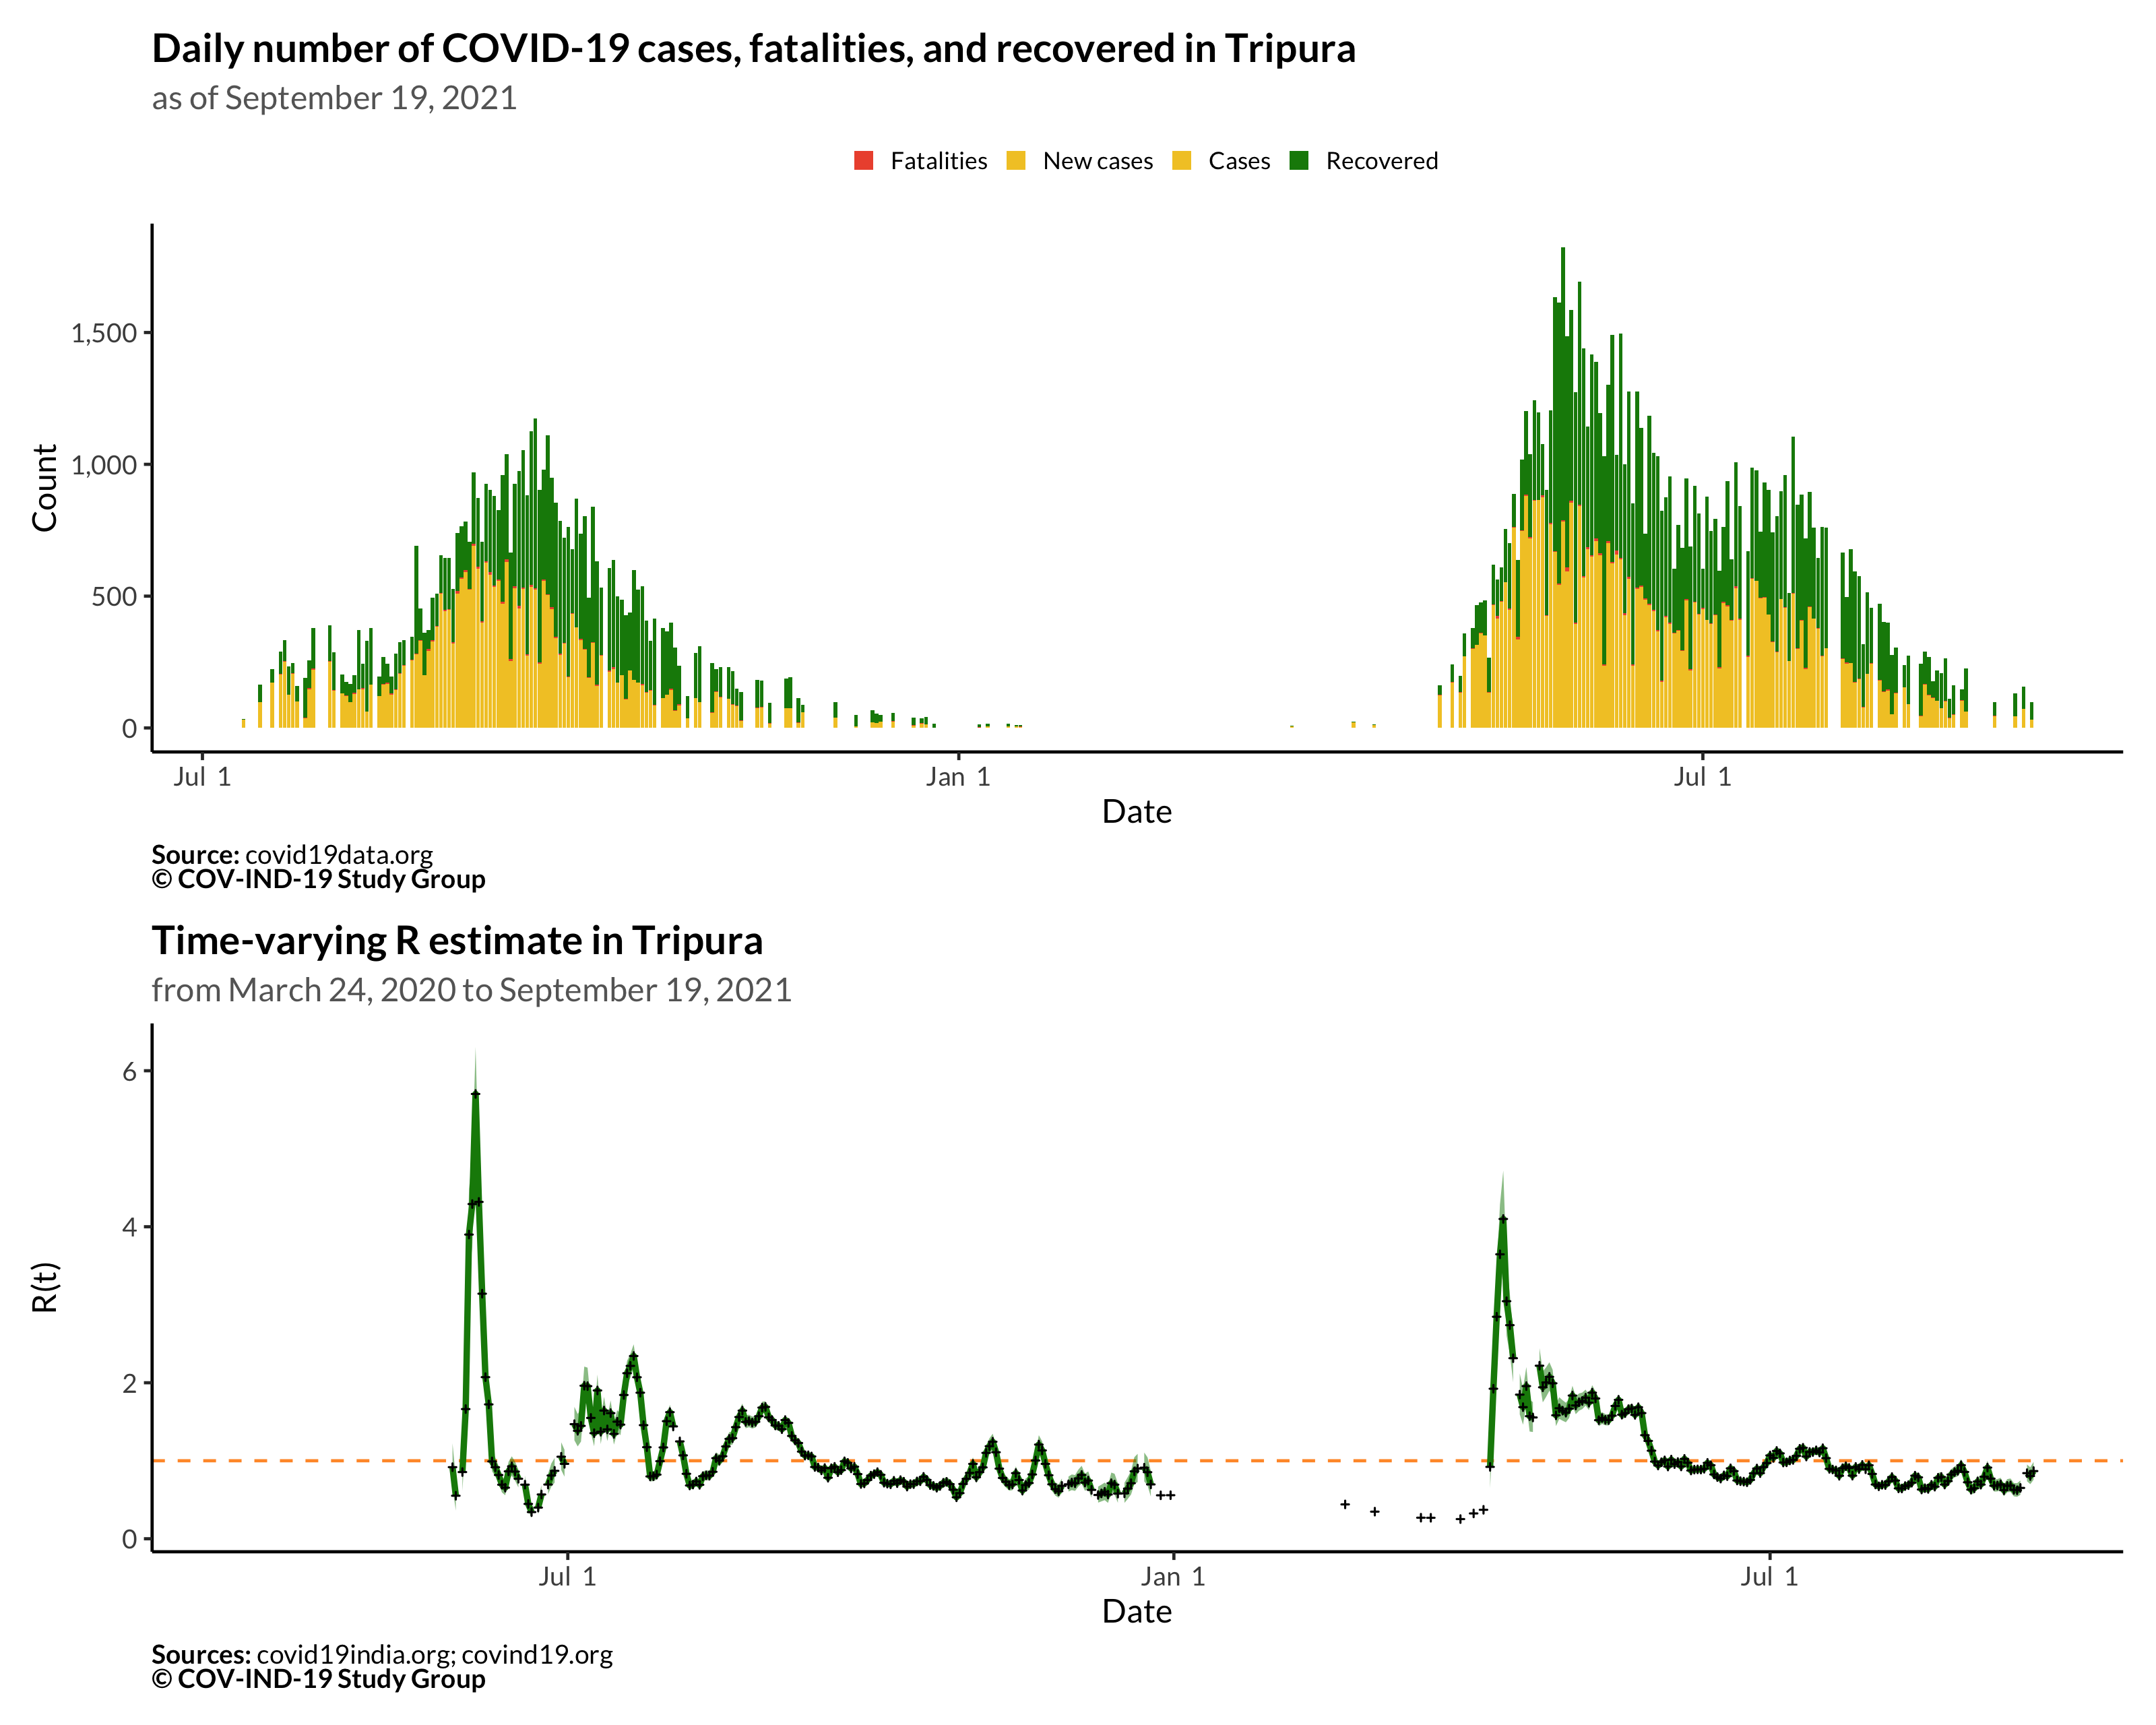 Daily number of COVID-19 cases, fatalities, and recovered in Tripura
as of September 19, 2021
Fatalities New cases Cases Recovered
Count
1,500
1,000
500
0
Jul 1 Jan 1 Jul 1
Date
Source: covid19data.org
© COV-IND-19 Study Group
Time-varying R estimate in Tripura
from March 24, 2020 to September 19, 2021
R(t)
6
4
2
0
Jul 1 Jan 1 Jul 1
Date
Sources: covid19india.org; covind19.org
© COV-IND-19 Study Group